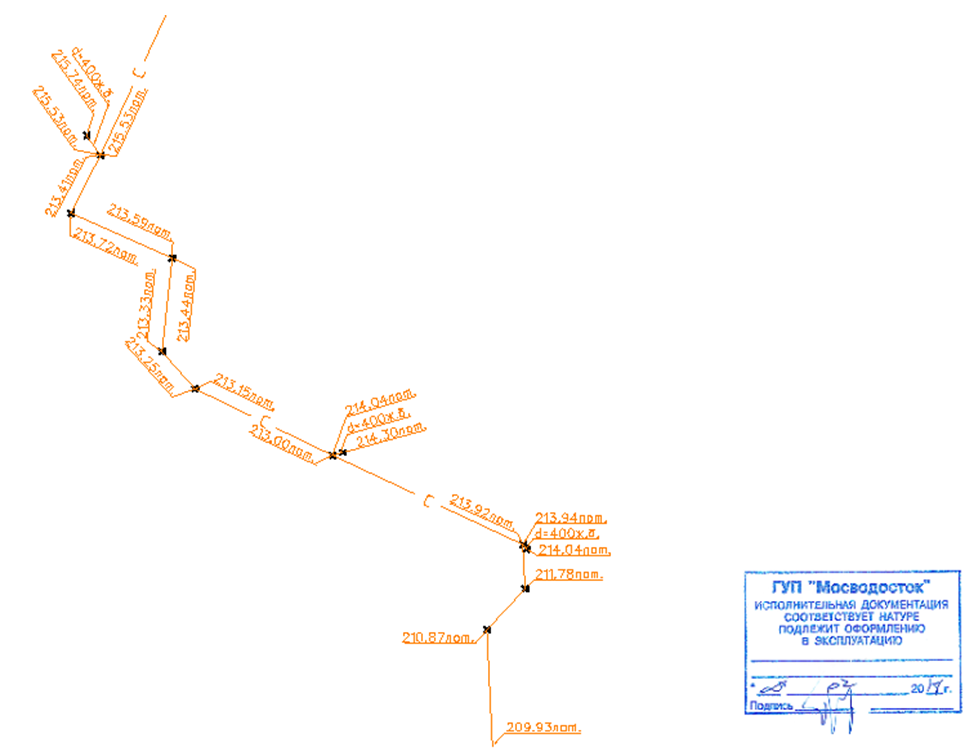 С
d=400ж.б.
215.74лот.
215.53лот.
215.53лот.
213.41лот.
213.59лот.
213.72лот.
213.33лот.
213.44лот.
213.25лот.
213.15лот.
С
213.00лот.
214.04лот.
d=400ж.б.
214.30лот.
С
213.92лот.
213.94лот.
d=400ж.б.
214.04лот.
211.78лот.
210.87лот.
209.93лот.
ГУП "Мосводосток"
ИСПОЛНИТЕЛЬНАЯ ДОКУМЕНТАЦИЯ
СООТВЕТСТВУЕТ НАТУРЕ
ПОДЛЕЖИТ ОФОРМЛЕНИЮ
В ЭКСПЛУАТАЦИЮ
20 г.
Подпись